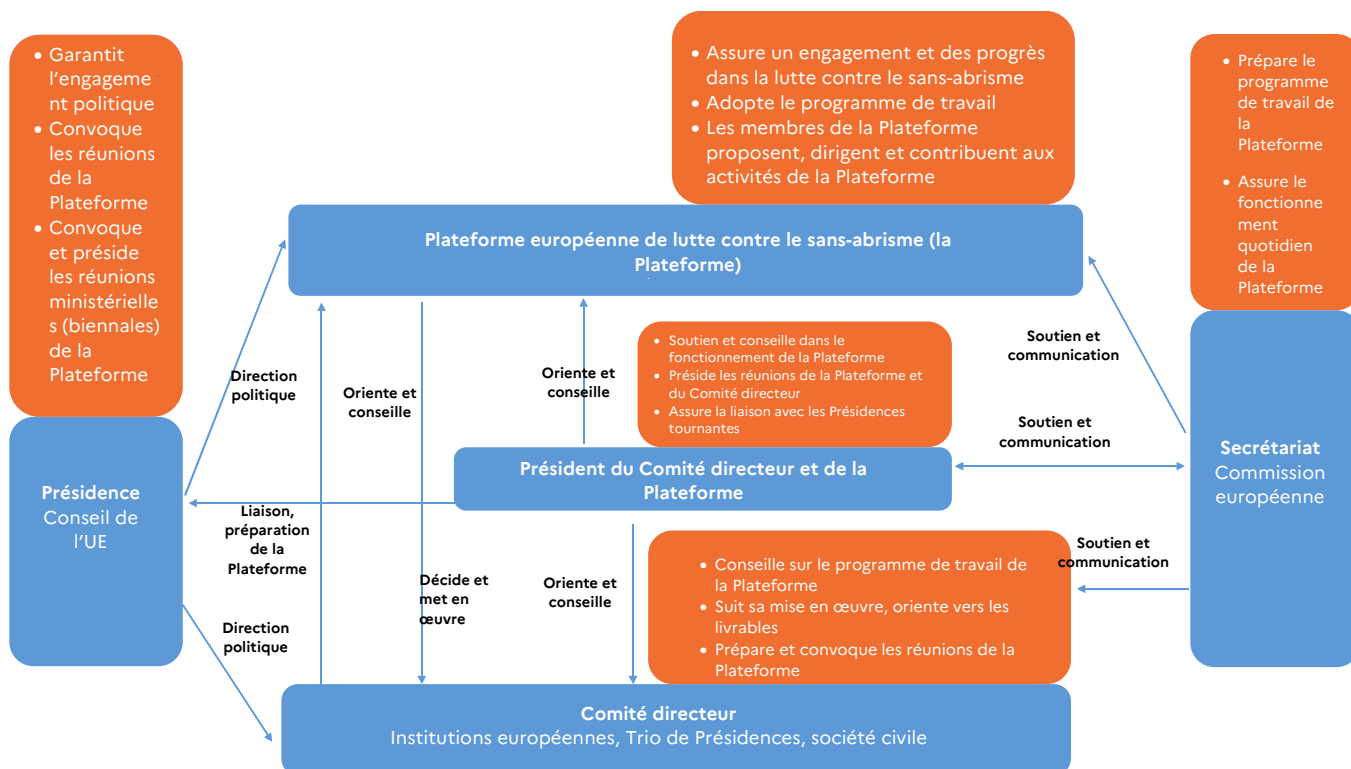 • Garantit
l'engageme
nt politique
• Convoque
les réunions
de la
Plateforme
• Convoque
et préside
les réunions
ministérielle
s (biennales)
de la
Plateforme
Présidence
Conseil de
l'UE
• Assure un engagement et des progrès
dans la lutte contre le sans-abrisme
• Adopte le programme de travail
• Les membres de la Plateforme
proposent, dirigent et contribuent aux
activités de la Plateforme
Plateforme européenne de lutte contre le sans-abrisme (la
Plateforme)
• Prépare le
programme
de travail de
la
Plateforme
• Assure le
fonctionne
ment
quotidien
de la
Plateforme
Secrétariat
Commission
européenne
Direction
politique
Oriente et
conseille
Oriente et
conseille
• Soutien et conseille dans le
fonctionnement de la Plateforme
• Préside les réunions de la Plateforme et
du Comité directeur
• Assure la liaison avec les Présidences
tournantes
Soutien et
communication
Soutien et
communication
Président du Comité directeur et de la
Plateforme
Liaison,
préparation
de la
Plateforme
Décide et
met en
œuvre
Oriente et
conseille
• Conseille sur le programme de travail de
la Plateforme
• Suit sa mise en œuvre, oriente vers les
livrables
• Prépare et convoque les réunions de la
Plateforme
Soutien et
communication
Direction
politique
Comité directeur
Institutions européennes, Trio de Présidences, société civile